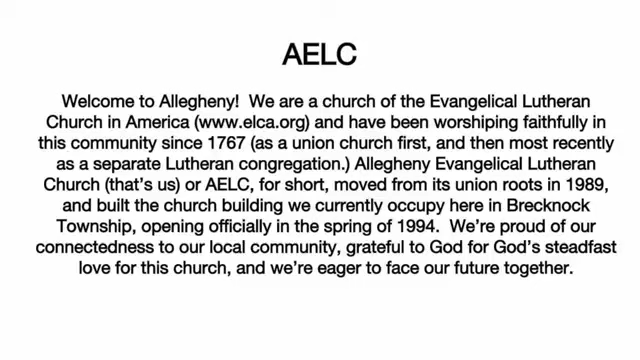 AELC
Welcome to Allegheny!  We are a church of the Evangelical Lutheran
Church in America (www.elca.org) and have been worshiping faithfully in
this community since 1767 (as a union church first, and then most recently
as a separate Lutheran congregation.) Allegheny Evangelical Lutheran
Church (that’s us) or AELC, for short, moved from its union roots in 1989,
and built the church building we currently occupy here in Brecknock
Township, opening officially in the spring of 1994.  We’re proud of our
connectedness to our local community, grateful to God for God’s steadfast
love for this church, and we’re eager to face our future together.